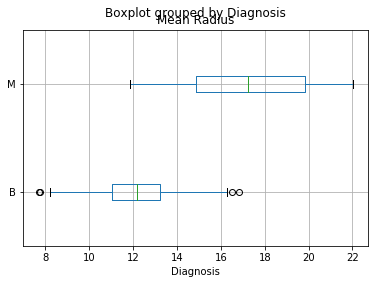 Boxplot grouped by Diagnosis
Mean Radius
M
B
8 10 12 14 16 18 20 22
Diagnosis